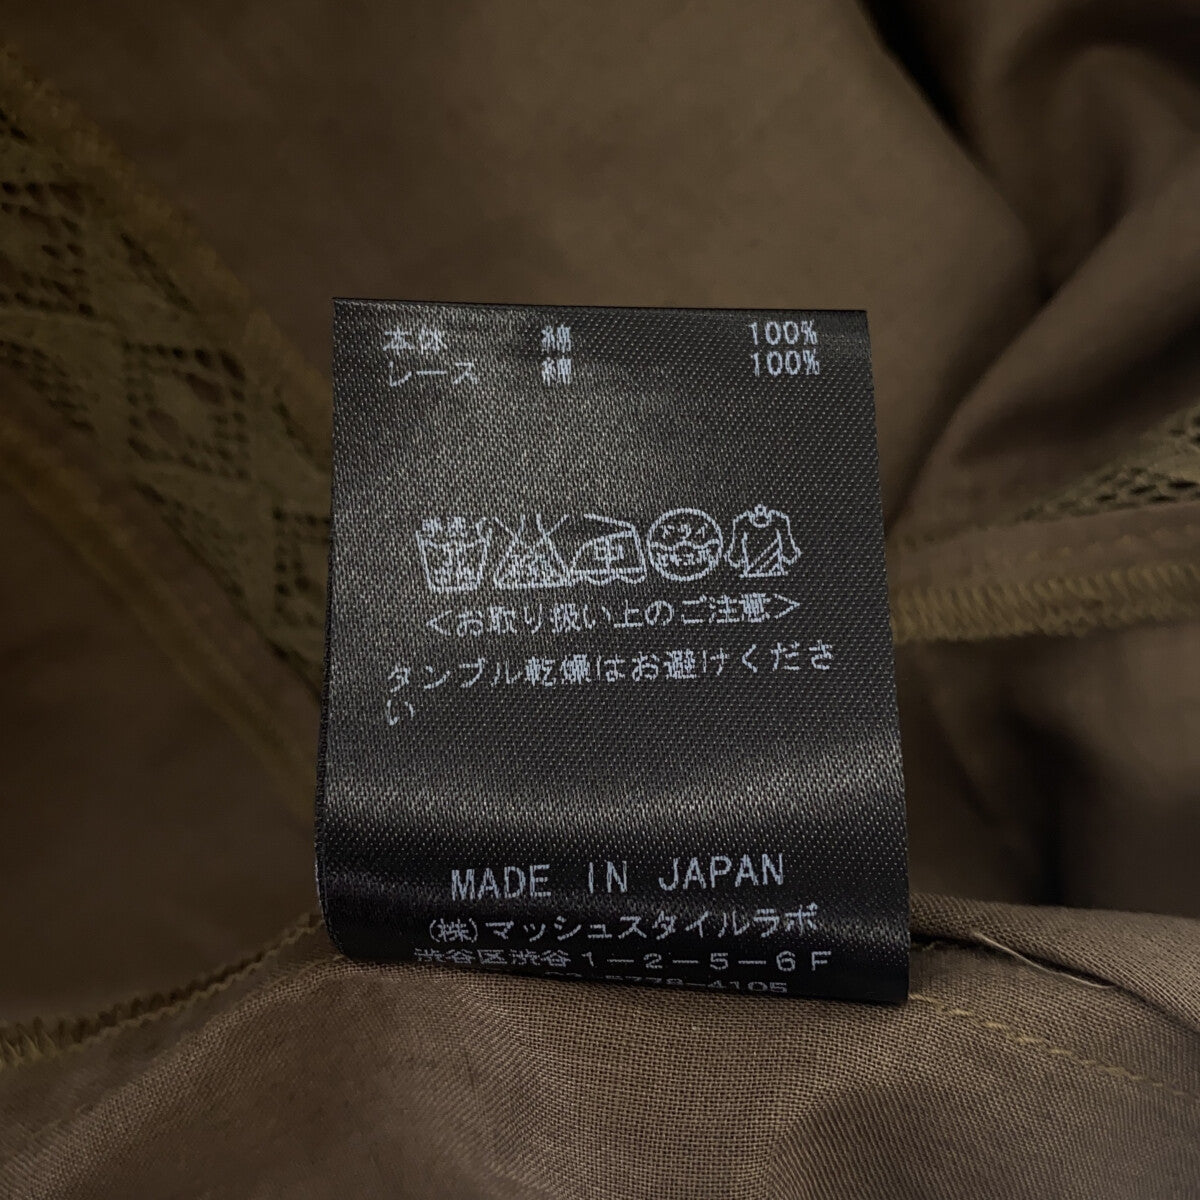 本体 綿 100%
レース 綿 100%
<お取り扱い上のご注意>
タンブル乾燥はお避けくださ
い
MADE IN JAPAN
(株)マッシュスタイルラボ
渋谷区渋谷1-2-5-6F
5778-4105